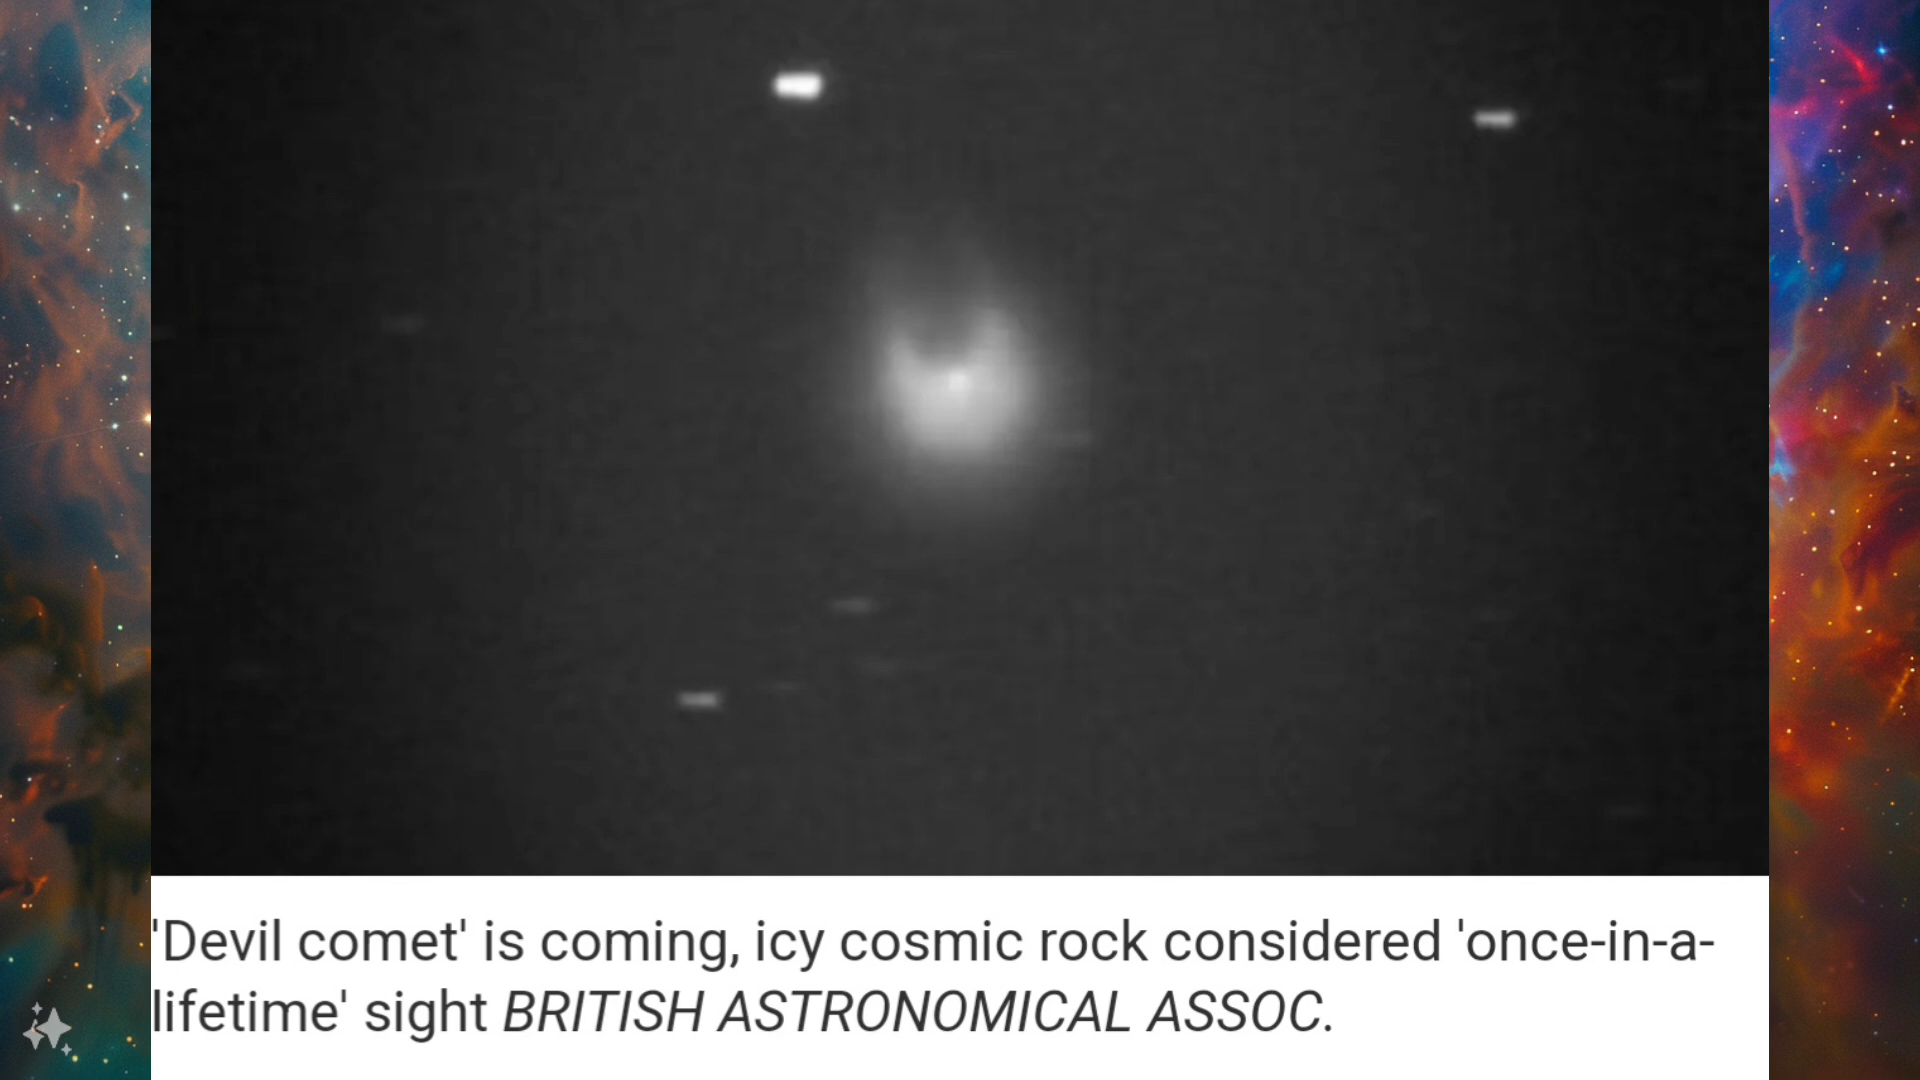 'Devil comet' is coming, icy cosmic rock considered 'once-in-a-
lifetime' sight BRITISH ASTRONOMICAL ASSOC.